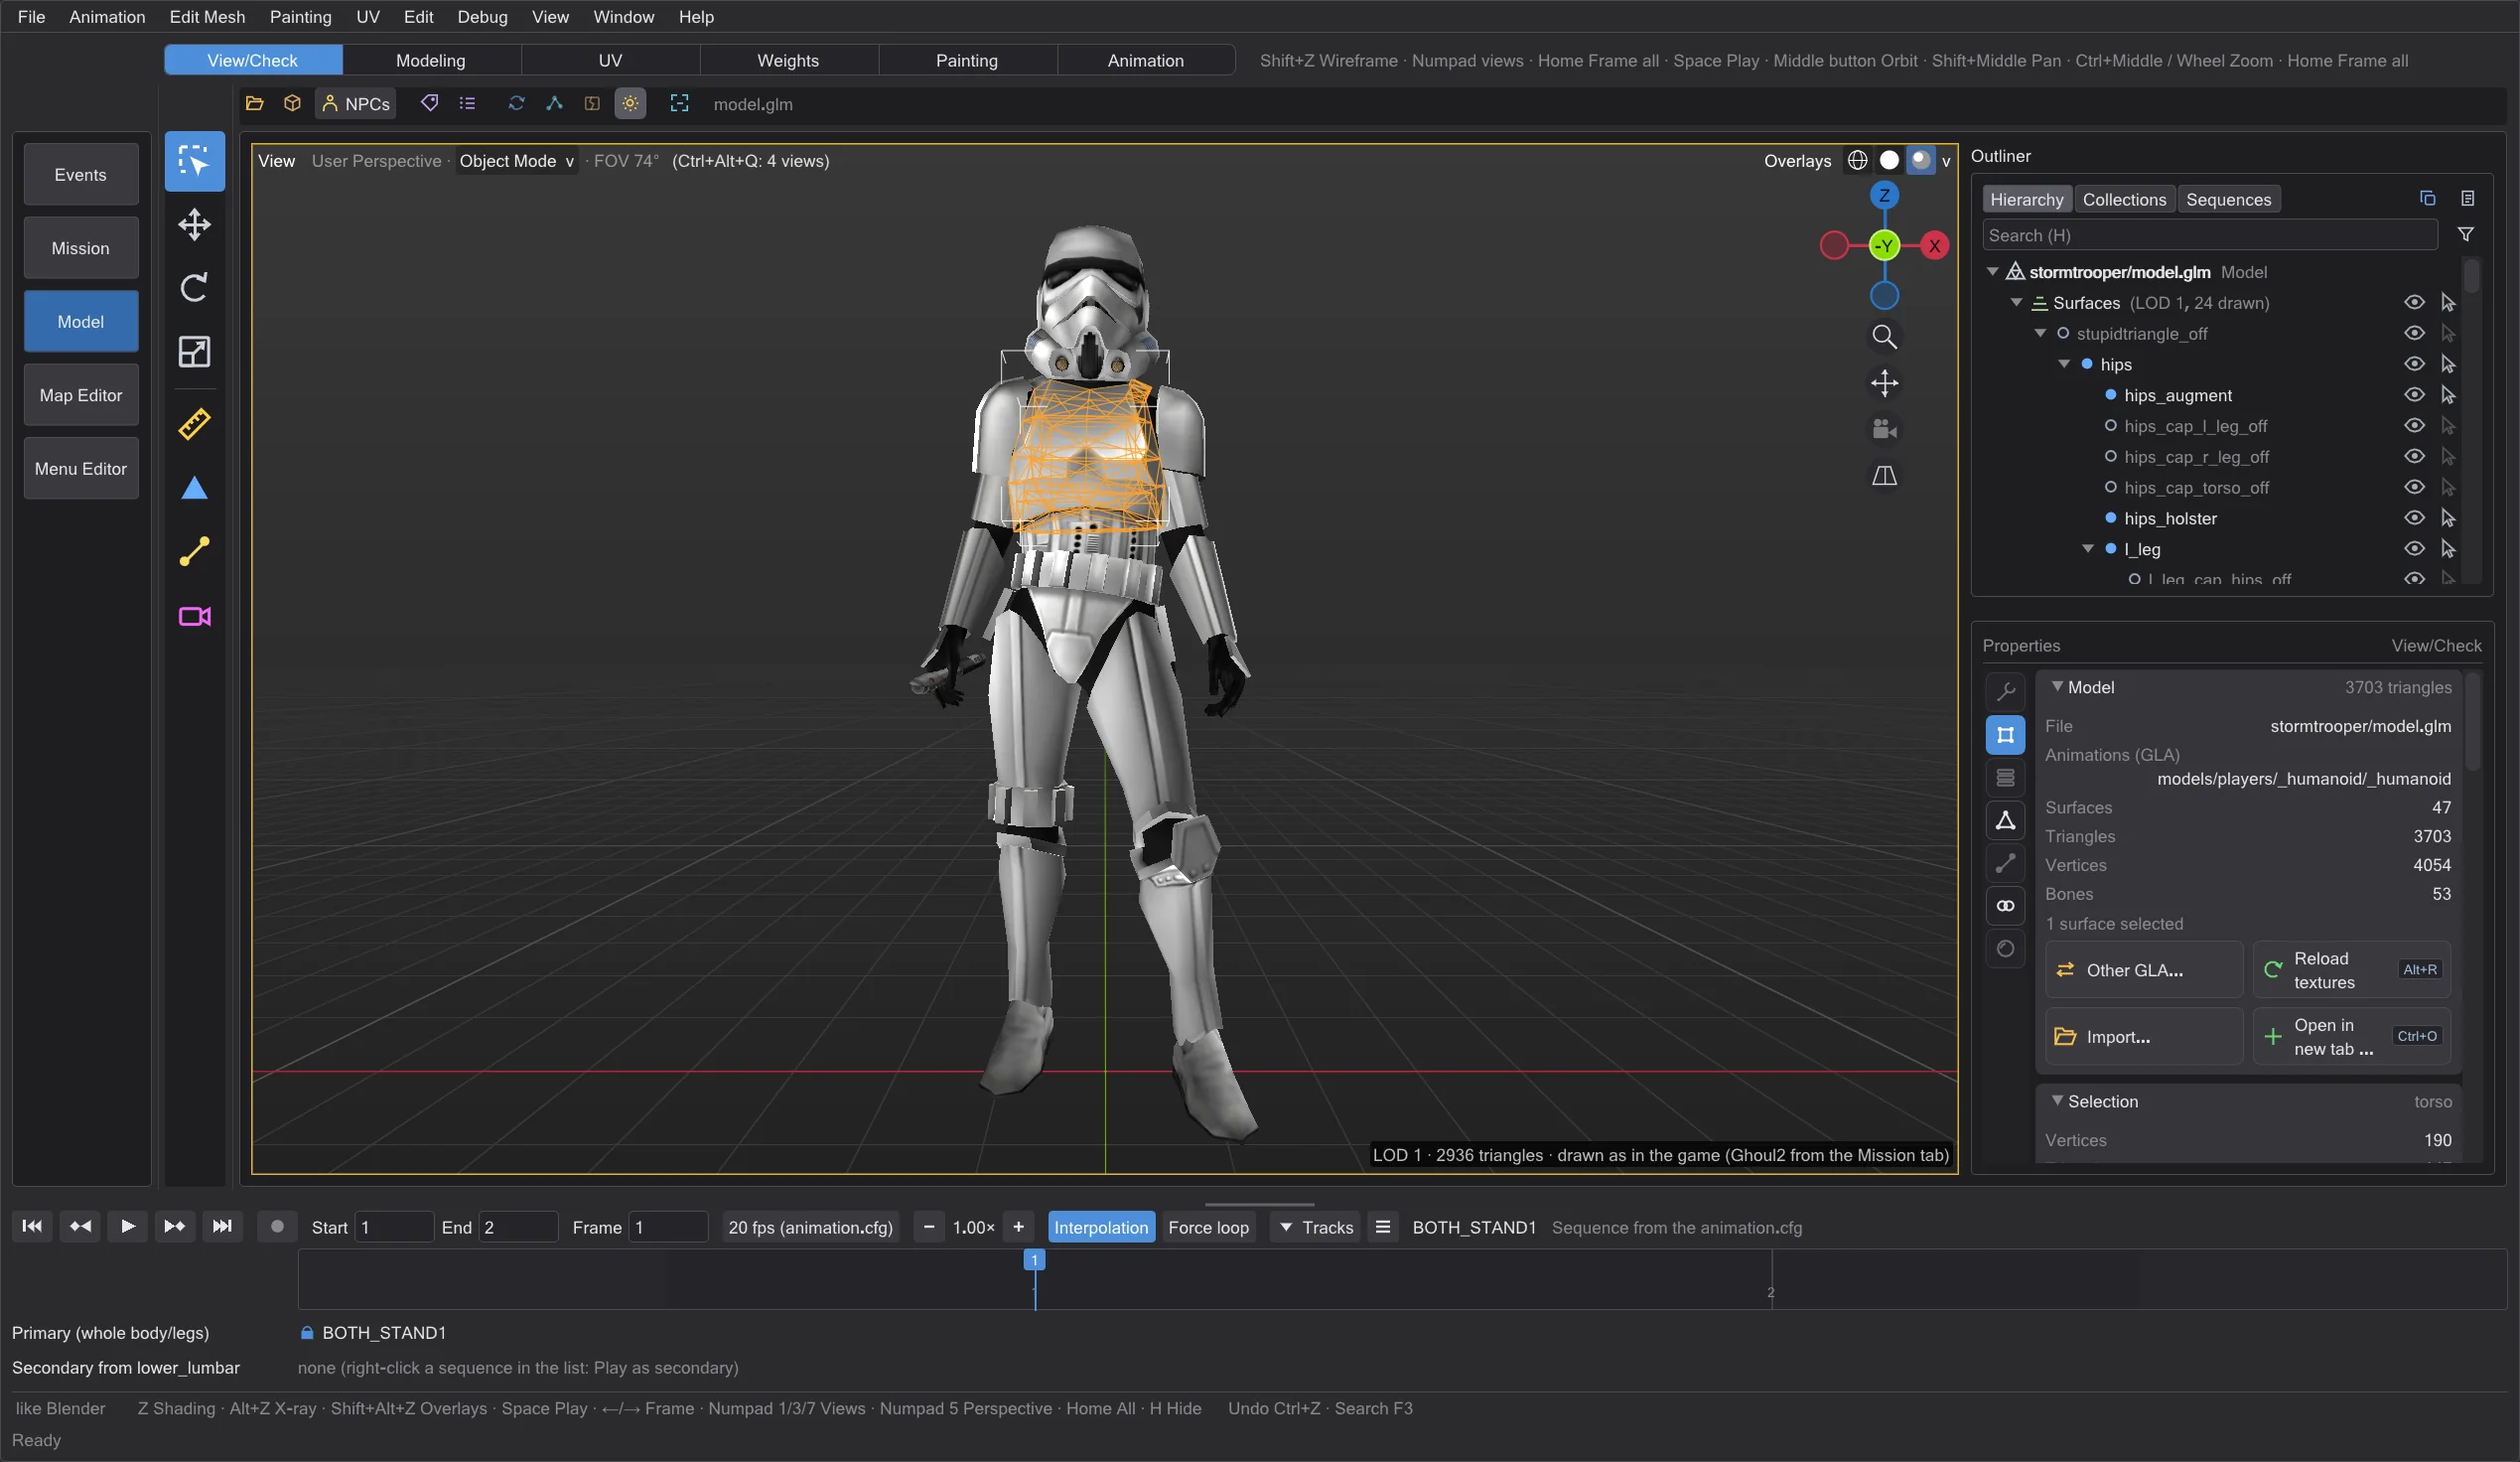 File Animation Edit Mesh Painting UV Edit Debug View Window Help
View/Check Modeling UV Weights Painting Animation Shift+Z Wireframe · Numpad views · Home Frame all · Space Play · Middle button Orbit · Shift+Middle Pan · Ctrl+Middle / Wheel Zoom · Home Frame all
NPCs model.glm
Events
Mission
Model
Map Editor
Menu Editor
View User Perspective · Object Mode v · FOV 74° (Ctrl+Alt+Q: 4 views) Overlays v
Z
-Y X
LOD 1 · 2936 triangles · drawn as in the game (Ghoul2 from the Mission tab)
Outliner
Hierarchy Collections Sequences
Search (H)
stormtrooper/model.glm Model
Surfaces (LOD 1, 24 drawn)
stupidtriangle_off
hips
hips_augment
hips_cap_l_leg_off
hips_cap_r_leg_off
hips_cap_torso_off
hips_holster
l_leg
l_leg_cap_hips_off
Properties View/Check
Model 3703 triangles
File stormtrooper/model.glm
Animations (GLA)
models/players/_humanoid/_humanoid
Surfaces 47
Triangles 3703
Vertices 4054
Bones 53
1 surface selected
Other GLA... Reload textures Alt+R
Import... Open in new tab ... Ctrl+O
Selection torso
Vertices 190
Start 1 End 2 Frame 1 20 fps (animation.cfg) − 1.00× + Interpolation Force loop Tracks BOTH_STAND1 Sequence from the animation.cfg
1
2
Primary (whole body/legs) BOTH_STAND1
Secondary from lower_lumbar none (right-click a sequence in the list: Play as secondary)
like Blender Z Shading · Alt+Z X-ray · Shift+Alt+Z Overlays · Space Play · ←/→ Frame · Numpad 1/3/7 Views · Numpad 5 Perspective · Home All · H Hide Undo Ctrl+Z · Search F3
Ready